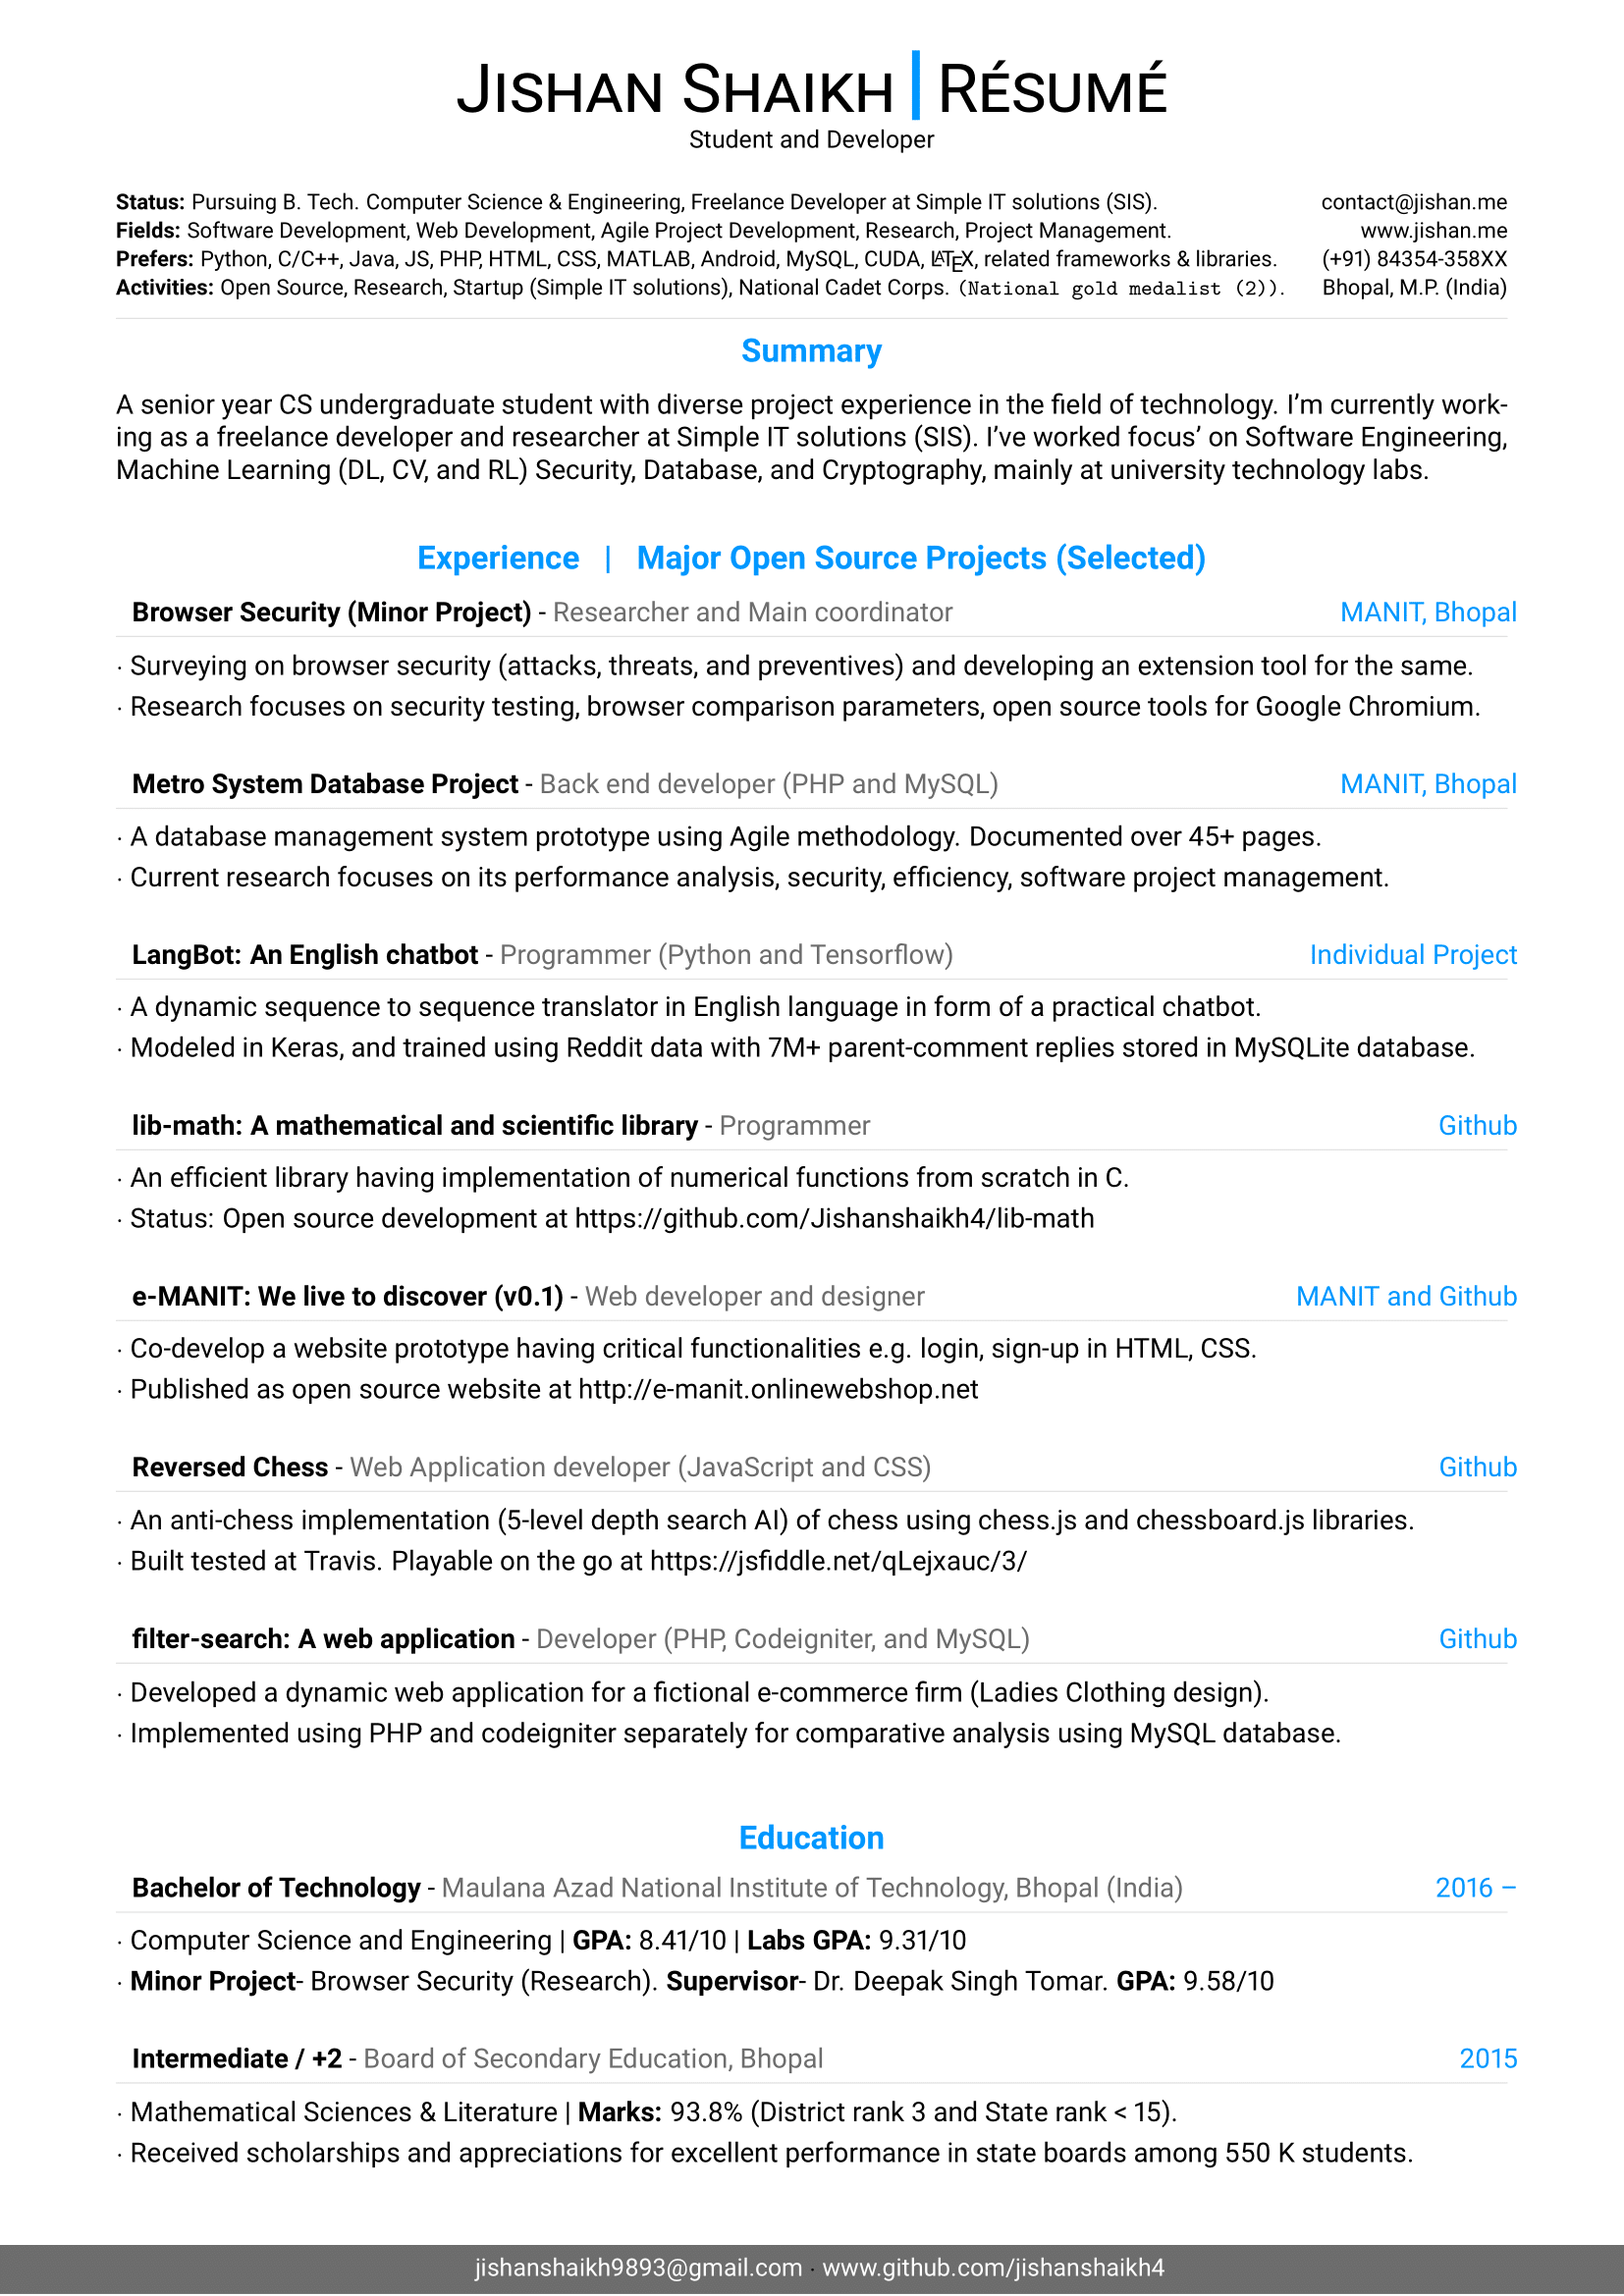 Jishan Shaikh | Résumé
Student and Developer
Status: Pursuing B. Tech. Computer Science & Engineering, Freelance Developer at Simple IT solutions (SIS). contact@jishan.me
Fields: Software Development, Web Development, Agile Project Development, Research, Project Management. www.jishan.me
Prefers: Python, C/C++, Java, JS, PHP, HTML, CSS, MATLAB, Android, MySQL, CUDA, LATEX, related frameworks & libraries. (+91) 84354-358XX
Activities: Open Source, Research, Startup (Simple IT solutions), National Cadet Corps. (National gold medalist (2)). Bhopal, M.P. (India)
Summary
A senior year CS undergraduate student with diverse project experience in the field of technology. I'm currently work-
ing as a freelance developer and researcher at Simple IT solutions (SIS). I've worked focus' on Software Engineering,
Machine Learning (DL, CV, and RL) Security, Database, and Cryptography, mainly at university technology labs.
Experience | Major Open Source Projects (Selected)
Browser Security (Minor Project) - Researcher and Main coordinator MANIT, Bhopal
· Surveying on browser security (attacks, threats, and preventives) and developing an extension tool for the same.
· Research focuses on security testing, browser comparison parameters, open source tools for Google Chromium.
Metro System Database Project - Back end developer (PHP and MySQL) MANIT, Bhopal
· A database management system prototype using Agile methodology. Documented over 45+ pages.
· Current research focuses on its performance analysis, security, efficiency, software project management.
LangBot: An English chatbot - Programmer (Python and Tensorflow) Individual Project
· A dynamic sequence to sequence translator in English language in form of a practical chatbot.
· Modeled in Keras, and trained using Reddit data with 7M+ parent-comment replies stored in MySQLite database.
lib-math: A mathematical and scientific library - Programmer Github
· An efficient library having implementation of numerical functions from scratch in C.
· Status: Open source development at https://github.com/Jishanshaikh4/lib-math
e-MANIT: We live to discover (v0.1) - Web developer and designer MANIT and Github
· Co-develop a website prototype having critical functionalities e.g. login, sign-up in HTML, CSS.
· Published as open source website at http://e-manit.onlinewebshop.net
Reversed Chess - Web Application developer (JavaScript and CSS) Github
· An anti-chess implementation (5-level depth search AI) of chess using chess.js and chessboard.js libraries.
· Built tested at Travis. Playable on the go at https://jsfiddle.net/qLejxauc/3/
filter-search: A web application - Developer (PHP, Codeigniter, and MySQL) Github
· Developed a dynamic web application for a fictional e-commerce firm (Ladies Clothing design).
· Implemented using PHP and codeigniter separately for comparative analysis using MySQL database.
Education
Bachelor of Technology - Maulana Azad National Institute of Technology, Bhopal (India) 2016 –
· Computer Science and Engineering | GPA: 8.41/10 | Labs GPA: 9.31/10
· Minor Project- Browser Security (Research). Supervisor- Dr. Deepak Singh Tomar. GPA: 9.58/10
Intermediate / +2 - Board of Secondary Education, Bhopal 2015
· Mathematical Sciences & Literature | Marks: 93.8% (District rank 3 and State rank < 15).
· Received scholarships and appreciations for excellent performance in state boards among 550 K students.
jishanshaikh9893@gmail.com · www.github.com/jishanshaikh4